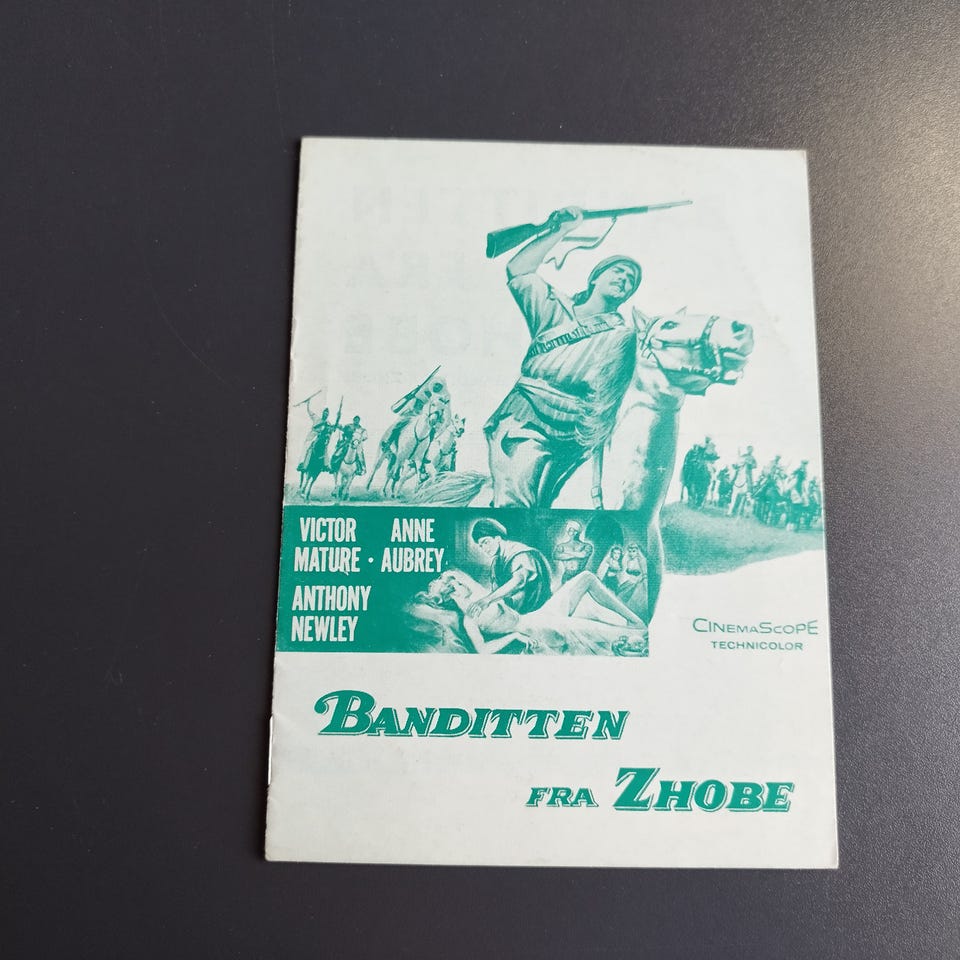 VICTOR ANNE
MATURE · AUBREY
ANTHONY
NEWLEY
CINEMASCOPE
TECHNICOLOR
BANDITTEN
FRA ZHOBE